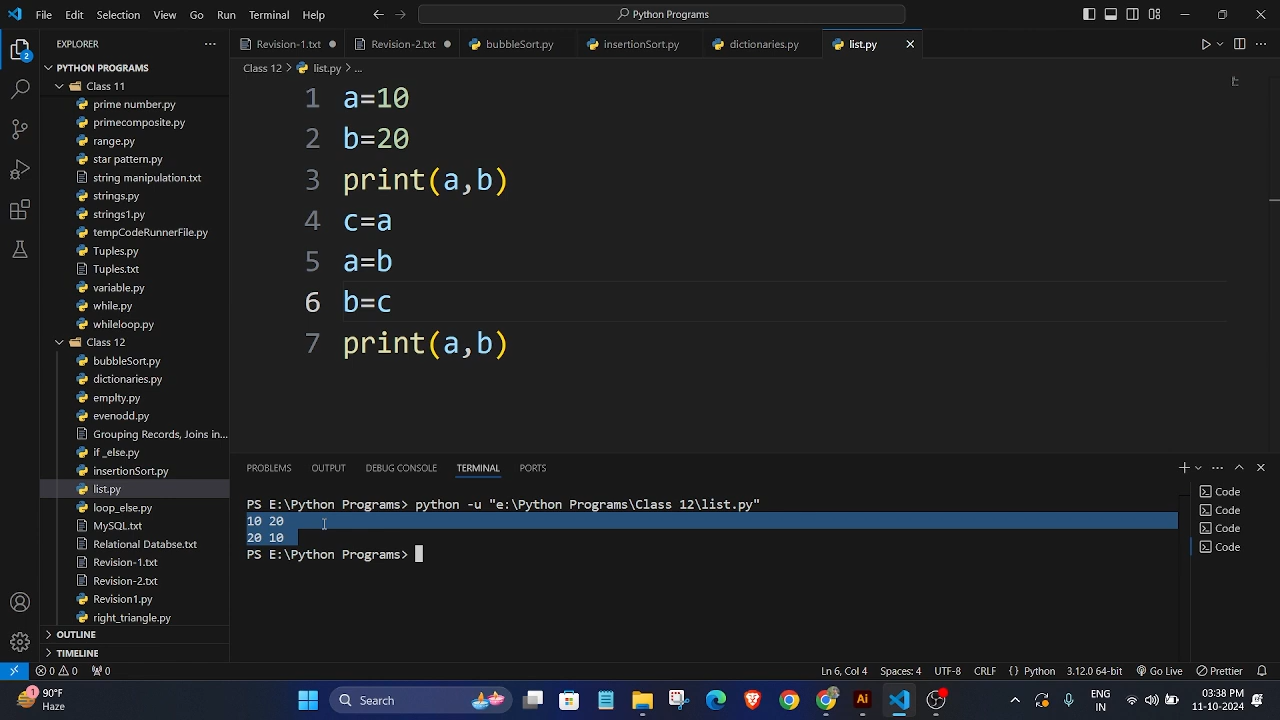 File Edit Selection View Go Run Terminal Help
Python Programs
EXPLORER
Revision-1.txt
Revision-2.txt
bubbleSort.py
insertionSort.py
dictionaries.py
list.py
PYTHON PROGRAMS
Class 12 > list.py > ...
Class 11
prime number.py
primecomposite.py
range.py
star pattern.py
string manipulation.txt
strings.py
strings1.py
tempCodeRunnerFile.py
Tuples.py
Tuples.txt
variable.py
while.py
whileloop.py
Class 12
bubbleSort.py
dictionaries.py
emplty.py
evenodd.py
Grouping Records, Joins in...
if _else.py
insertionSort.py
list.py
loop_else.py
MySQL.txt
Relational Databse.txt
Revision-1.txt
Revision-2.txt
Revision1.py
right_triangle.py
OUTLINE
TIMELINE
2
1 a=10
2 b=20
3 print(a,b)
4 c=a
5 a=b
6 b=c
7 print(a,b)
PROBLEMS OUTPUT DEBUG CONSOLE TERMINAL PORTS
PS E:\Python Programs> python -u "e:\Python Programs\Class 12\list.py"
10 20
20 10
PS E:\Python Programs>
Code
Code
Code
Code
0 0 0
Ln 6, Col 4 Spaces: 4 UTF-8 CRLF {} Python 3.12.0 64-bit Go Live Prettier
1
90°F
Haze
Search
Ai
ENG
IN
03:38 PM
11-10-2024